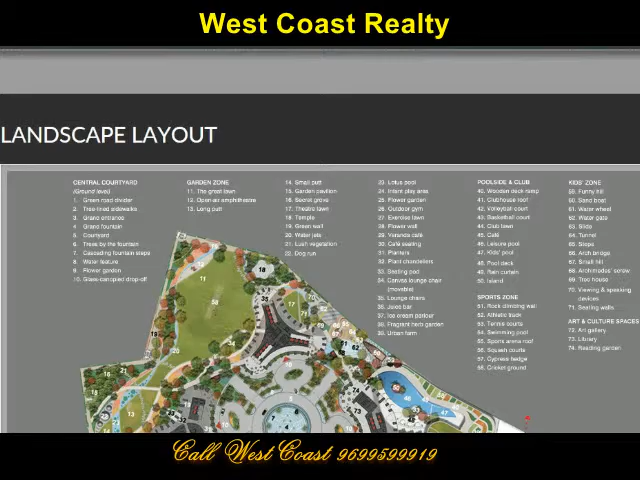 West Coast Realty
LANDSCAPE LAYOUT
CENTRAL COURTYARD
(Ground level)
1. Green road divider
2. Tree-lined sidewalks
3. Grand entrance
4. Grand fountain
5. Courtyard
6. Trees by the fountain
7. Cascading fountain steps
8. Water feature
9. Flower garden
10. Glass-canopied drop-off
GARDEN ZONE
11. The great lawn
12. Open-air amphitheatre
13. Long putt
14. Small putt
15. Garden pavilion
16. Secret grove
17. Theatre lawn
18. Temple
19. Green wall
20. Water jets
21. Lush vegetation
22. Dog run
23. Lotus pool
24. Infant play area
25. Flower garden
26. Outdoor gym
27. Exercise lawn
28. Flower wall
29. Veranda café
30. Café seating
31. Planters
32. Plant chandeliers
33. Seating pod
34. Canvas lounge chairs
(movable)
35. Lounge chairs
36. Juice bar
37. Ice cream parlour
38. Fragrant herb garden
39. Urban farm
POOLSIDE & CLUB
40. Wooden deck ramp
41. Clubhouse roof
42. Volleyball court
43. Basketball court
44. Club lawn
45. Café
46. Leisure pool
47. Kids' pool
48. Pool deck
49. Rain curtain
50. Island
SPORTS ZONE
51. Rock climbing wall
52. Athletic track
53. Tennis courts
54. Swimming pool
55. Sports arena roof
56. Squash courts
57. Cypress hedge
58. Cricket ground
KIDS' ZONE
59. Funny hill
60. Sand boat
61. Water wheel
62. Water gate
63. Slide
64. Tunnel
65. Steps
66. Arch bridge
67. Small hill
68. Archimedes' screw
69. Tree house
70. Viewing & speaking
devices
71. Seating walls
ART & CULTURE SPACES
72. Art gallery
73. Library
74. Reading garden
Call West Coast 9699599919